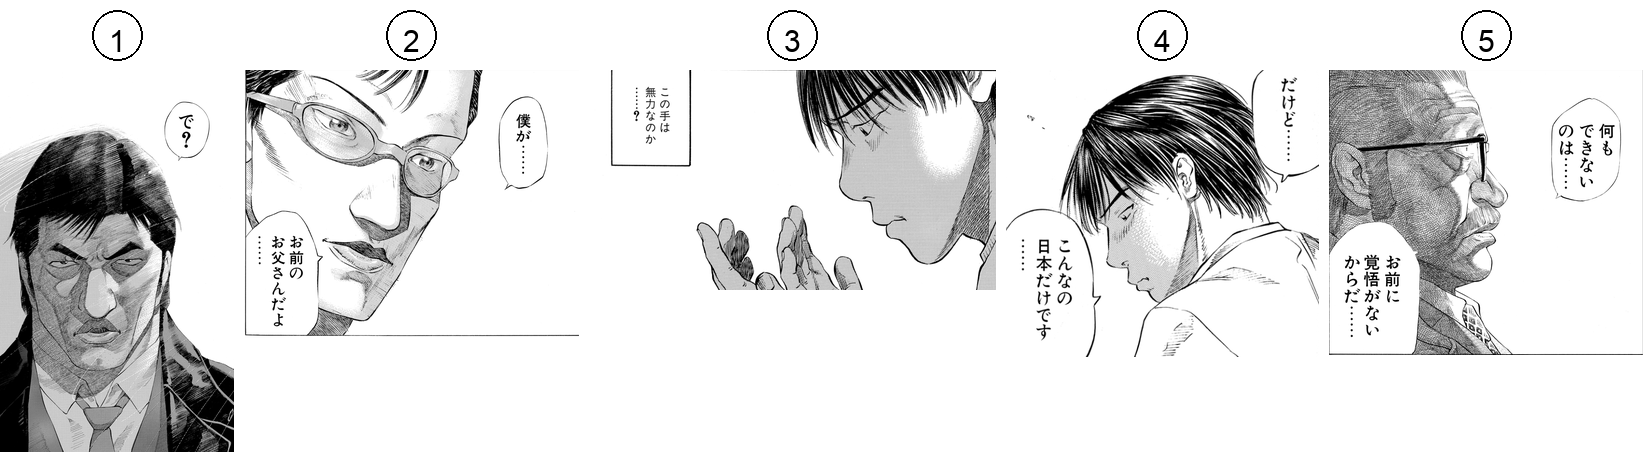 1
で？
2
僕が……
お前の
お父さんだよ
……
3
この手は
無力なのか
……？
4
だけど……
こんなの
日本だけです
……
5
何も
できない
のは……
お前に
覚悟がない
からだ……